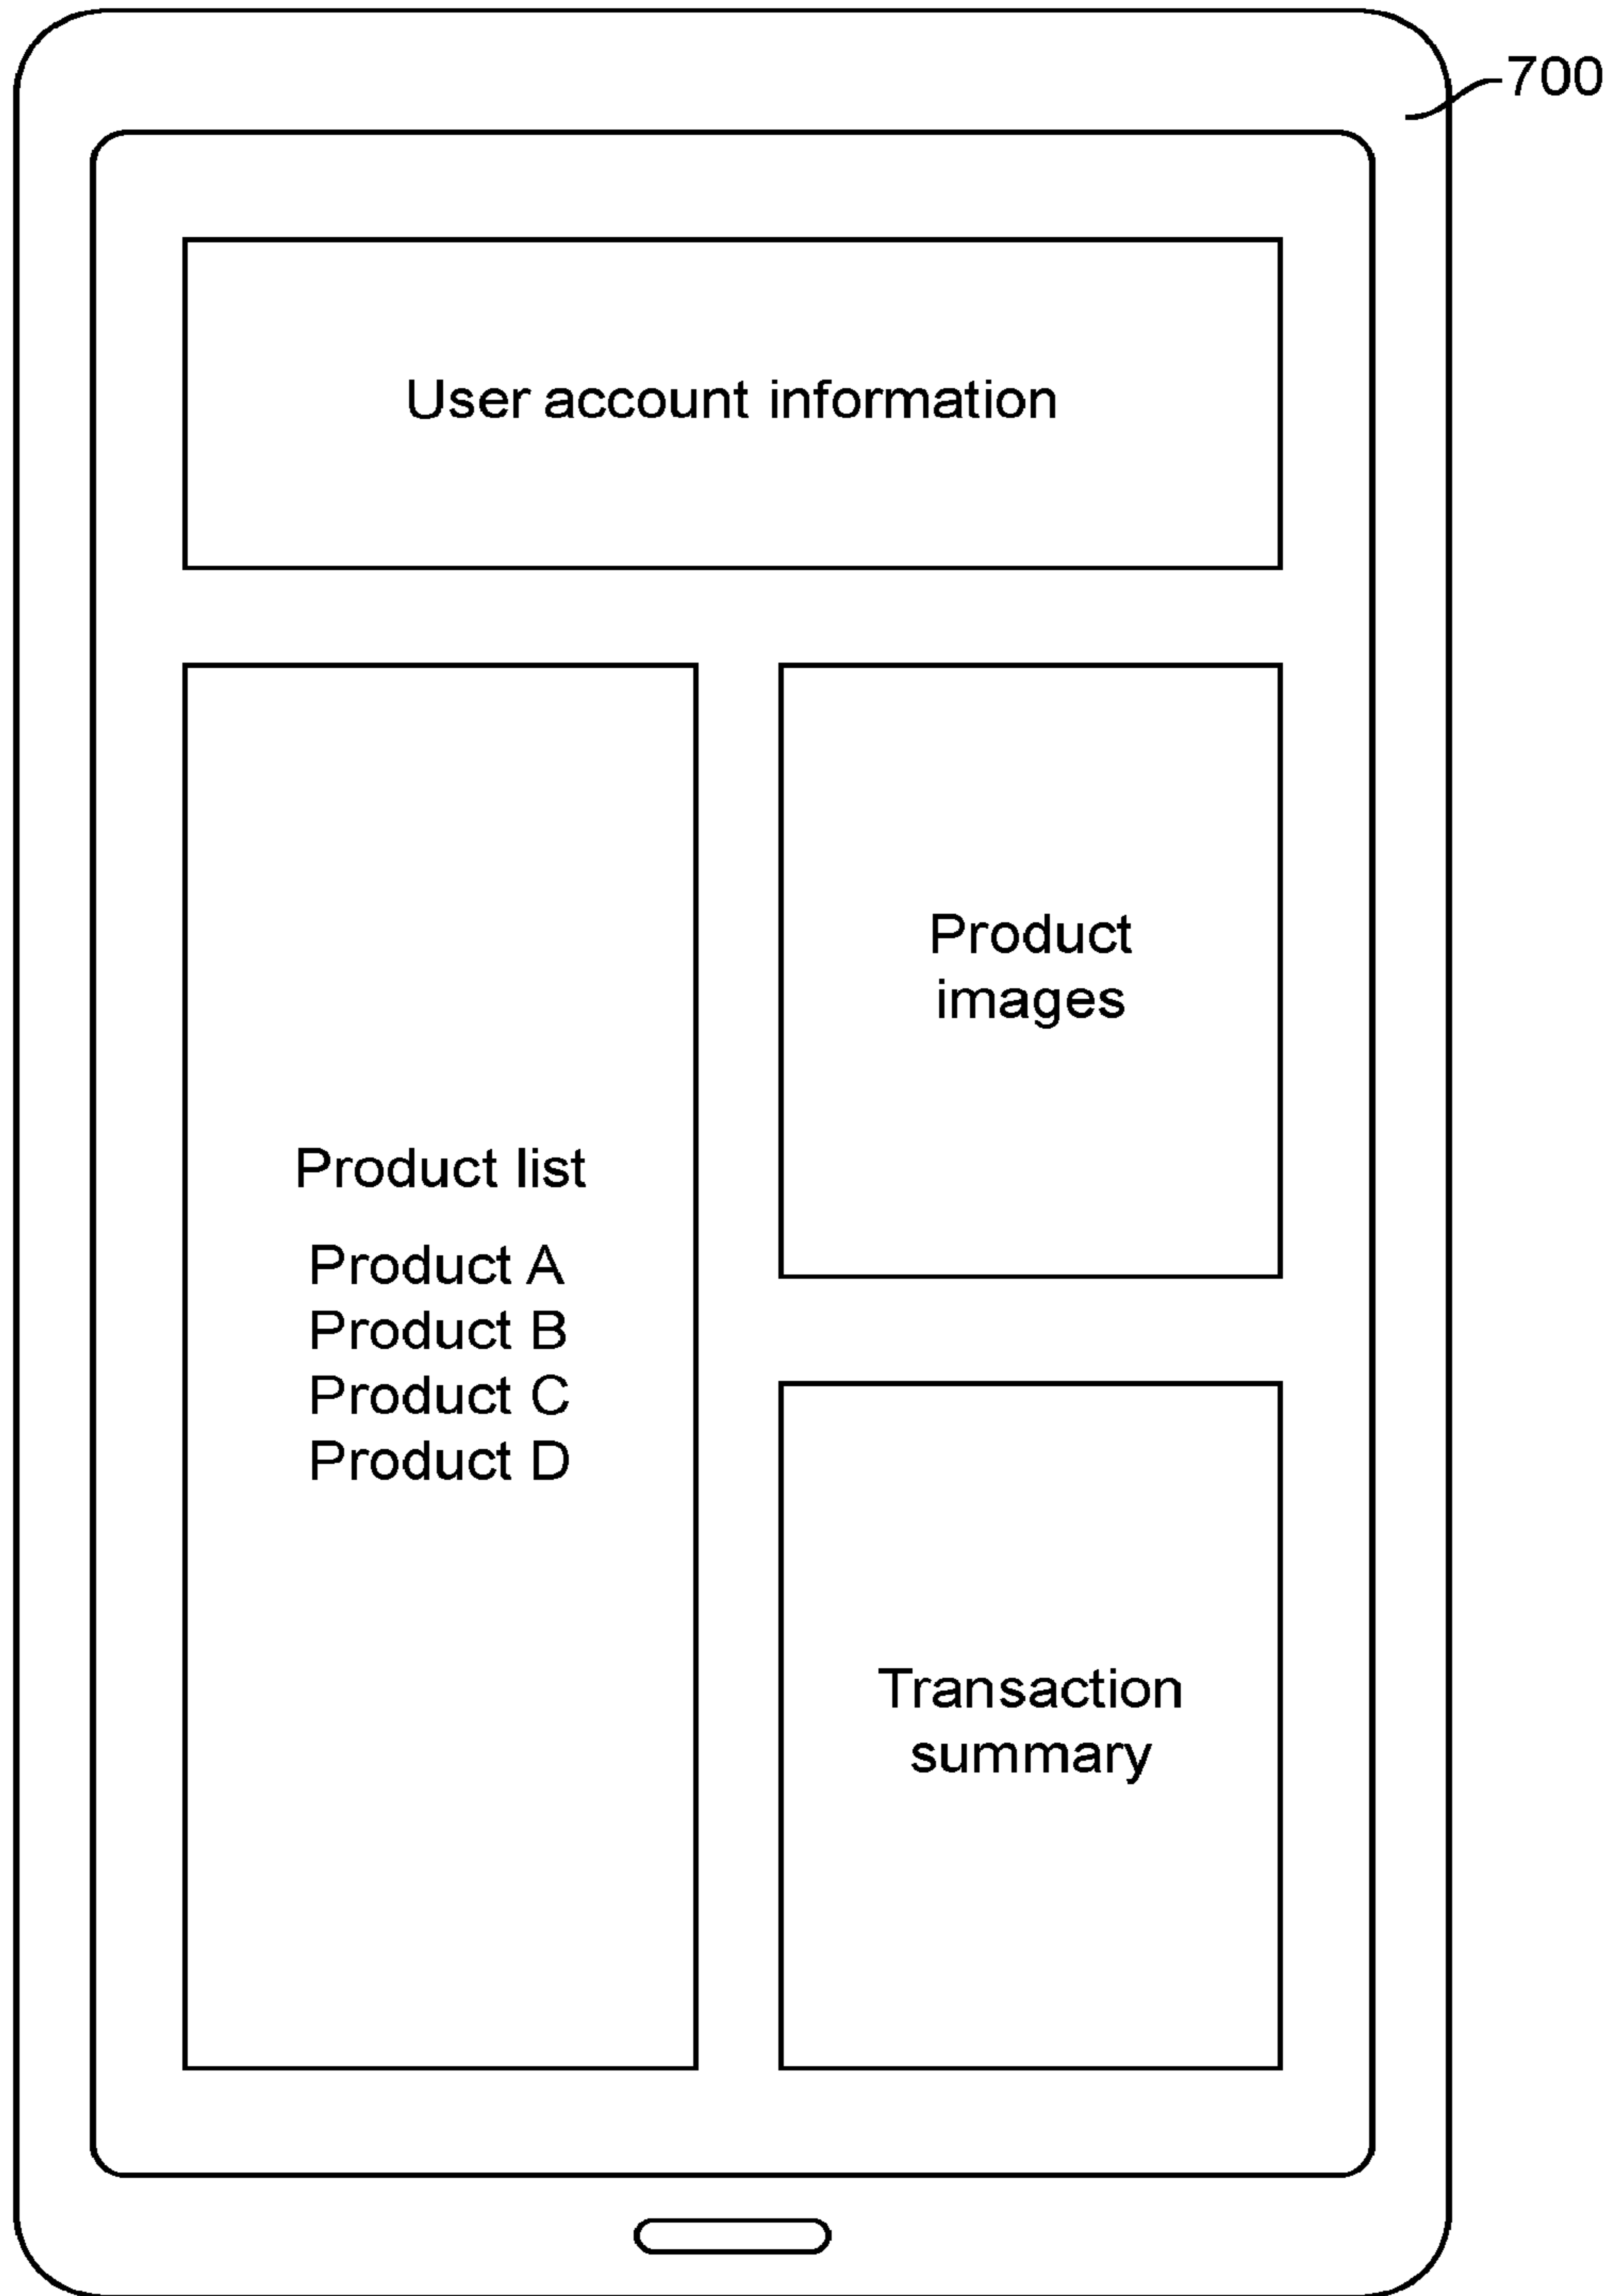 700
User account information
Product list
Product A
Product B
Product C
Product D
Product
images
Transaction
summary